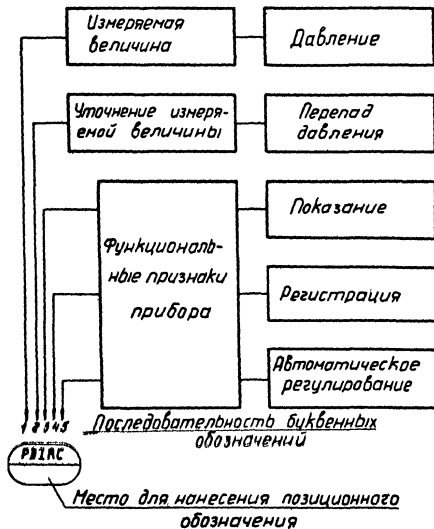 Измеряемая
величина
Давление
Уточнение измеря-
емой величины
Перепад
давления
Функциональ-
ные признаки
прибора
Показание
Регистрация
Автоматическое
регулирование
1 2 3 4 5
Последовательность буквенных
обозначений
PDIRC
Место для нанесения позиционного
обозначения